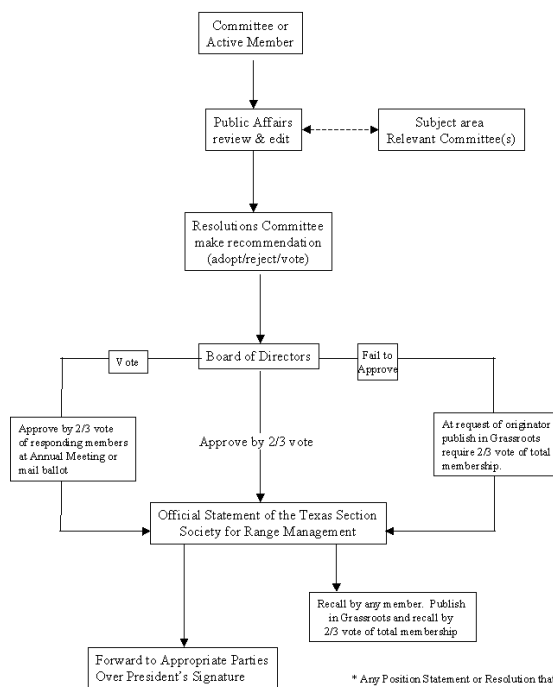 Committee or
Active Member
Public Affairs
review & edit
Subject area
Relevant Committee(s)
Resolutions Committee
make recommendation
(adopt/reject/vote)
Vote
Board of Directors
Fail to
Approve
Approve by 2/3 vote
of responding members
at Annual Meeting or
mail ballot
Approve by 2/3 vote
At request of originator
publish in Grassroots
require 2/3 vote of total
membership.
Official Statement of the Texas Section
Society for Range Management
Recall by any member. Publish
in Grassroots and recall by
2/3 vote of total membership
Forward to Appropriate Parties
Over President's Signature
* Any Position Statement or Resolution that